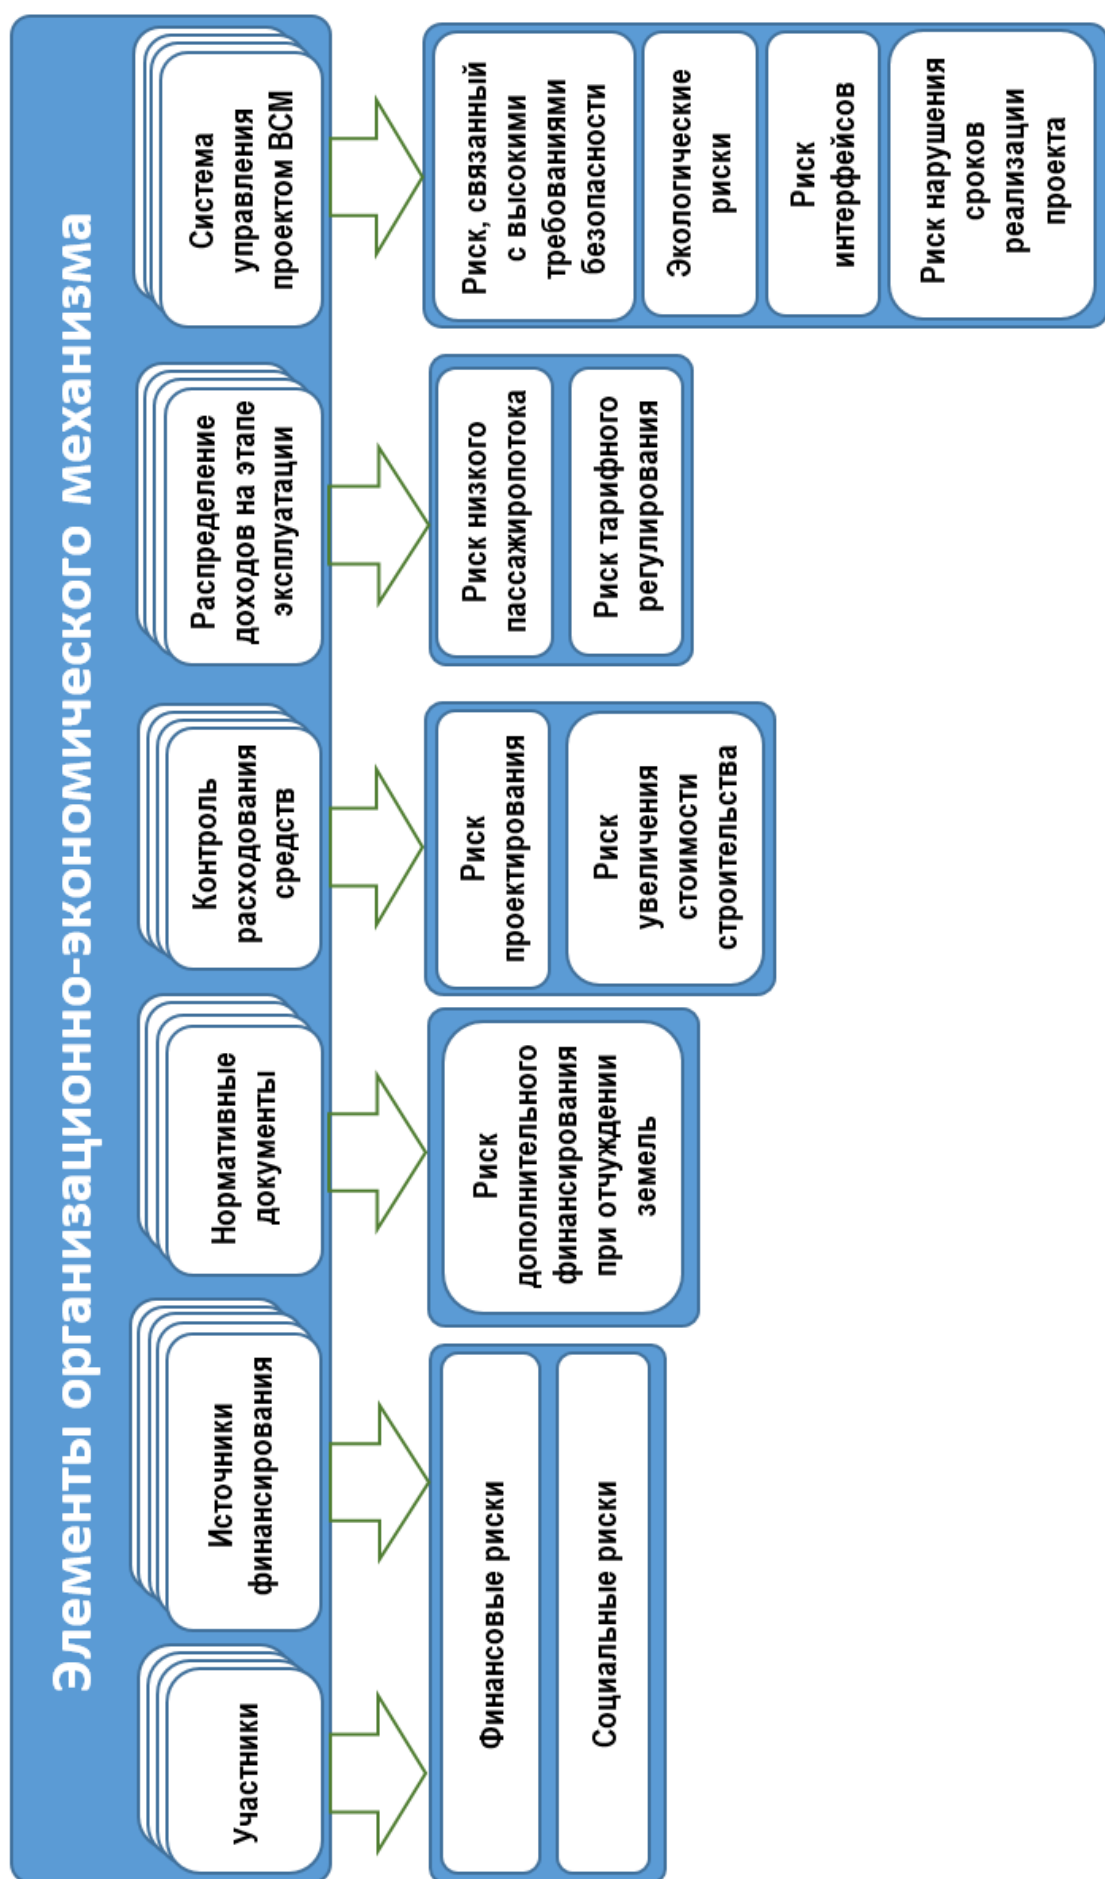 Элементы организационно-экономического механизма
Участники
Источники
финансирования
Нормативные
документы
Контроль
расходования
средств
Распределение
доходов на этапе
эксплуатации
Система
управления
проектом ВСМ
Финансовые риски
Социальные риски
Риск
дополнительного
финансирования
при отчуждении
земель
Риск
проектирования
Риск
увеличения
стоимости
строительства
Риск низкого
пассажиропотока
Риск тарифного
регулирования
Риск, связанный
с высокими
требованиями
безопасности
Экологические
риски
Риск
интерфейсов
Риск нарушения
сроков
реализации
проекта